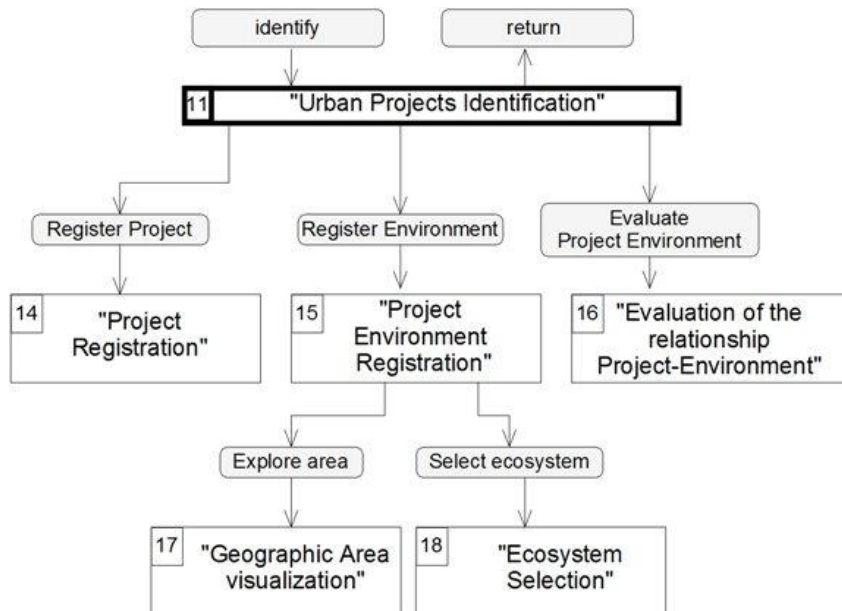 identify
return
11
"Urban Projects Identification"
Register Project
Register Environment
Evaluate
Project Environment
14
"Project
Registration"
15
"Project
Environment
Registration"
16
"Evaluation of the
relationship
Project-Environment"
Explore area
Select ecosystem
17
"Geographic Area
visualization"
18
"Ecosystem
Selection"